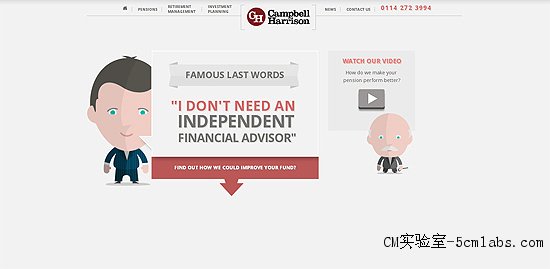 PENSIONS
RETIREMENT
MANAGEMENT
INVESTMENT
PLANNING
CH Campbell
Harrison
NEWS
CONTACT US
0114 272 3994
FAMOUS LAST WORDS
"I DON'T NEED AN
INDEPENDENT
FINANCIAL ADVISOR"
FIND OUT HOW WE COULD IMPROVE YOUR FUND?
WATCH OUR VIDEO
How do we make your
pension perform better?
CM实验室-5cmlabs.com